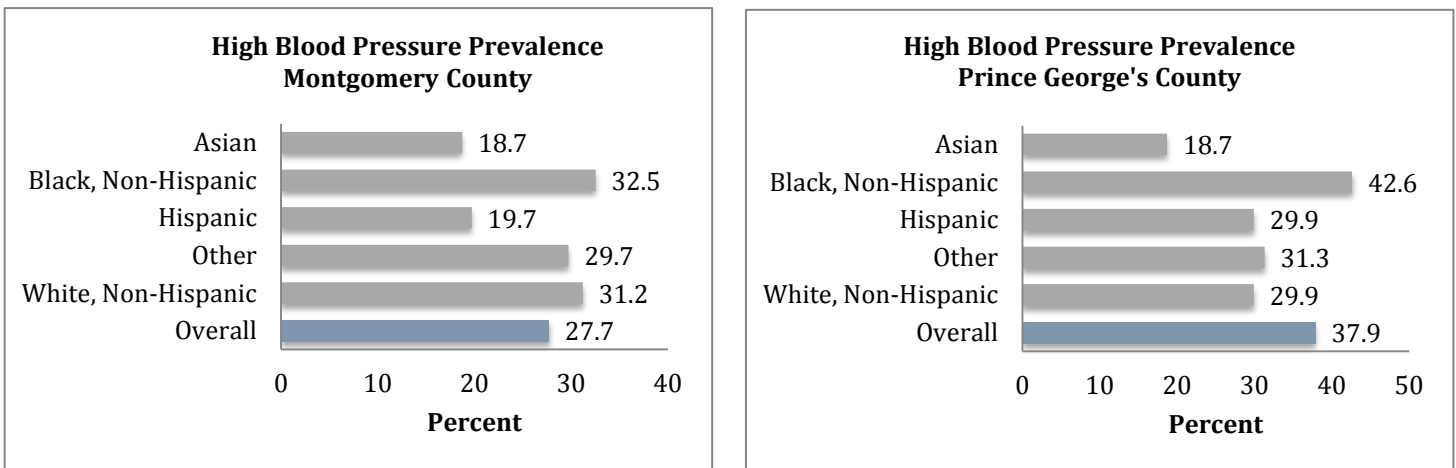 High Blood Pressure Prevalence
Montgomery County
Asian 18.7
Black, Non-Hispanic 32.5
Hispanic 19.7
Other 29.7
White, Non-Hispanic 31.2
Overall 27.7
0 10 20 30 40
Percent
High Blood Pressure Prevalence
Prince George's County
Asian 18.7
Black, Non-Hispanic 42.6
Hispanic 29.9
Other 31.3
White, Non-Hispanic 29.9
Overall 37.9
0 10 20 30 40 50
Percent